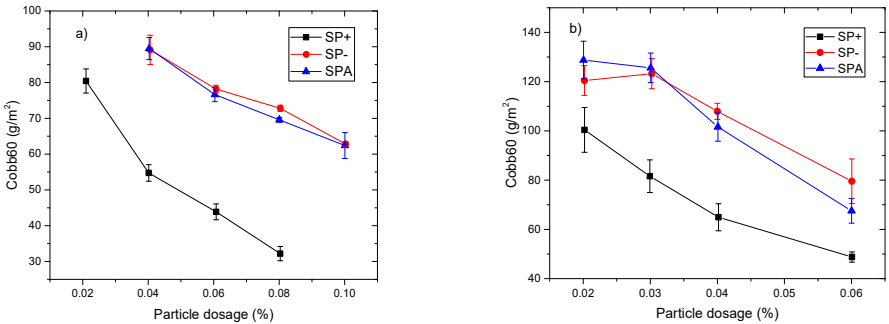 a)
SP+
SP-
SPA
100
90
80
70
60
50
40
30
Cobb60 (g/m²)
0.02 0.04 0.06 0.08 0.10
Particle dosage (%)
b)
SP+
SP-
SPA
140
120
100
80
60
40
Cobb60 (g/m²)
0.02 0.03 0.04 0.05 0.06
Particle dosage (%)